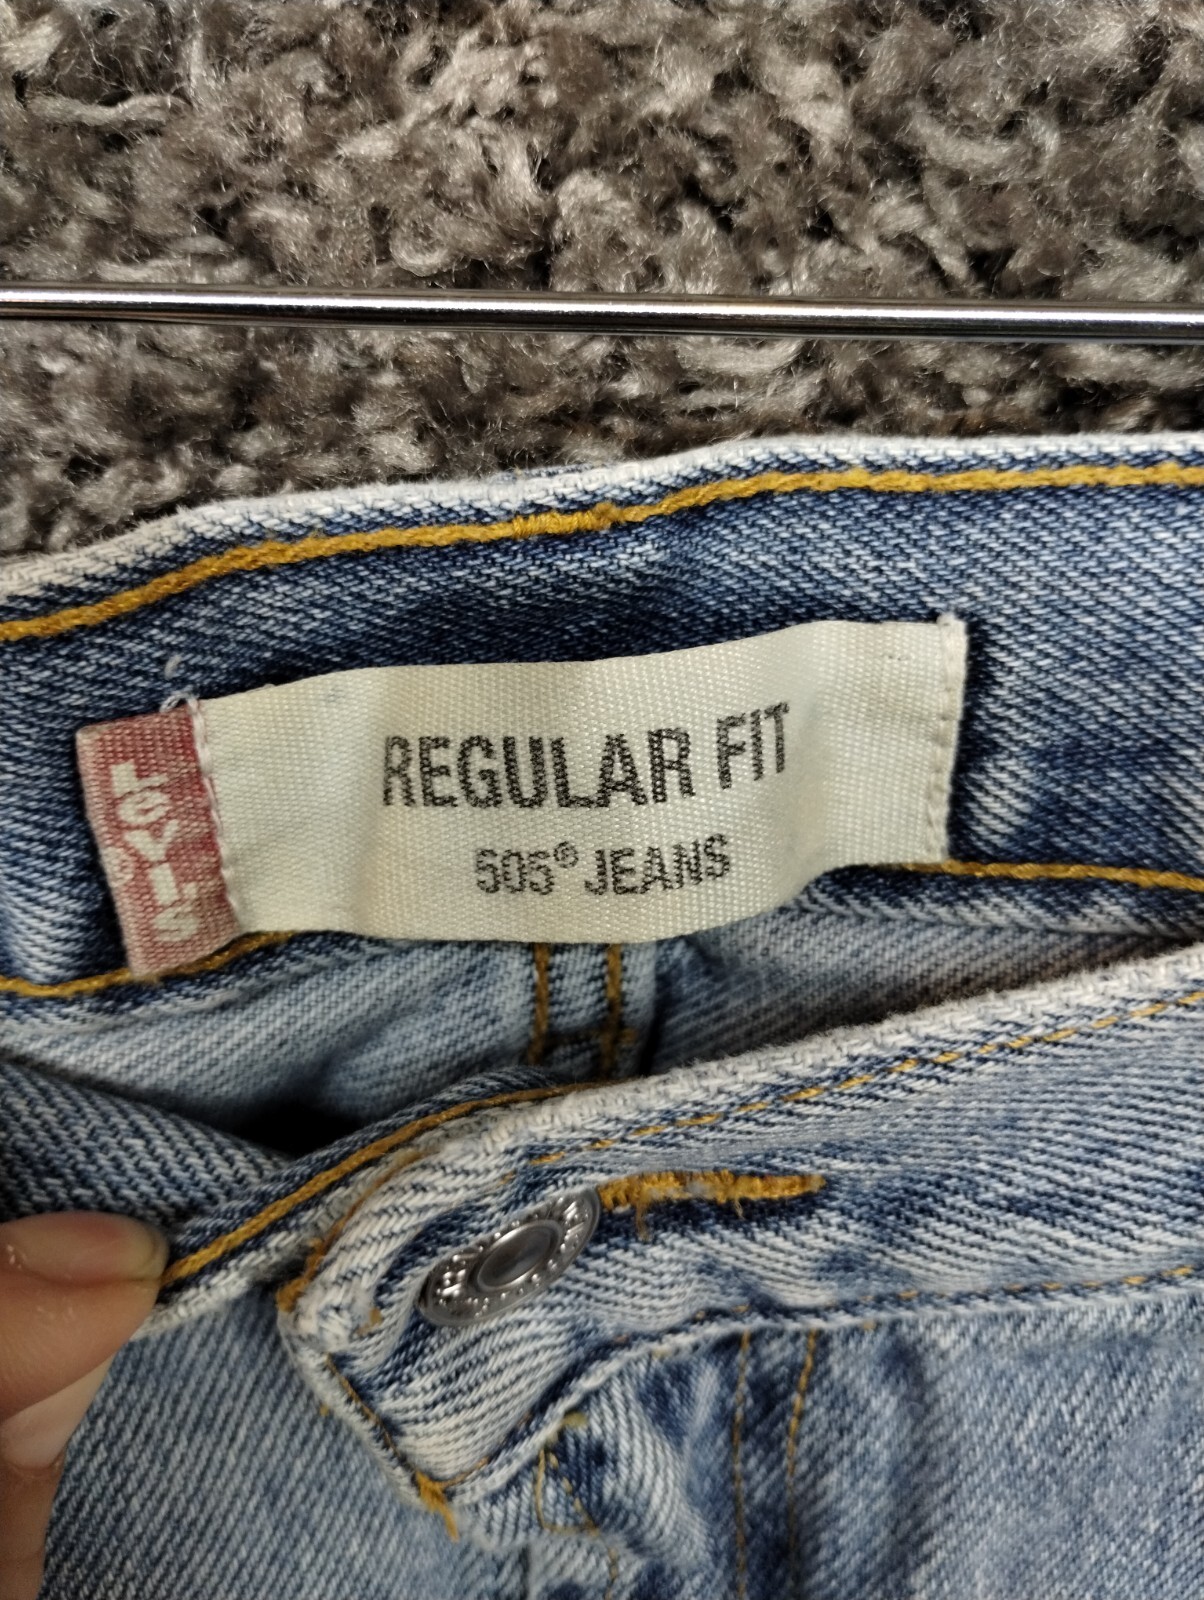 LEVI'S
®
REGULAR FIT
505® JEANS